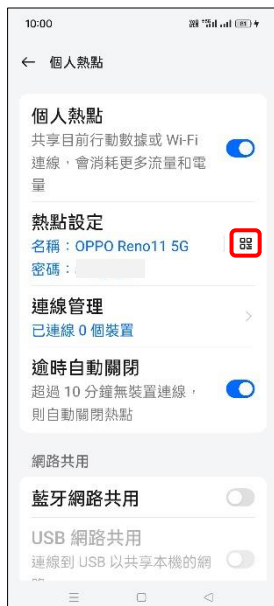 10:00
← 個人熱點
個人熱點
共享目前行動數據或 Wi-Fi
連線，會消耗更多流量和電
量
熱點設定
名稱：OPPO Reno11 5G
密碼：
連線管理
已連線 0 個裝置
逾時自動關閉
超過 10 分鐘無裝置連線，
則自動關閉熱點
網路共用
藍牙網路共用
USB 網路共用
連線到 USB 以共享本機的網